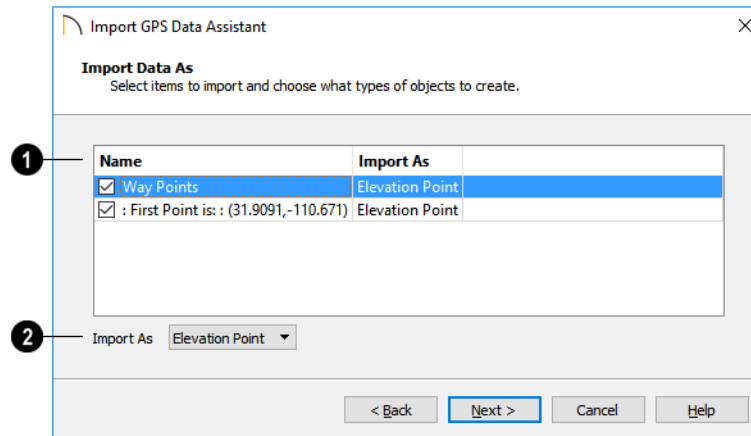 Import GPS Data Assistant
Import Data As
Select items to import and choose what types of objects to create.
1
Name Import As
Way Points Elevation Point
: First Point is: : (31.9091,-110.671) Elevation Point
2
Import As Elevation Point
< Back Next > Cancel Help